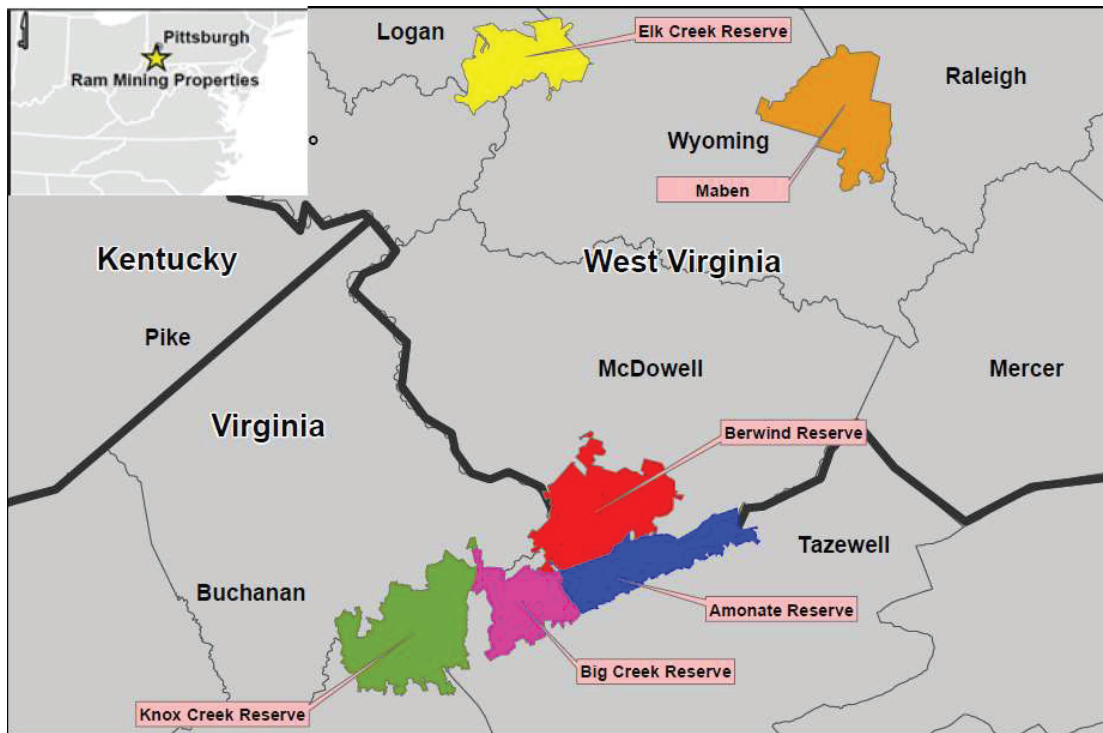 Pittsburgh
Ram Mining Properties
Logan
Elk Creek Reserve
Raleigh
Wyoming
Maben
Kentucky
West Virginia
Pike
McDowell
Mercer
Virginia
Berwind Reserve
Tazewell
Buchanan
Amonate Reserve
Big Creek Reserve
Knox Creek Reserve